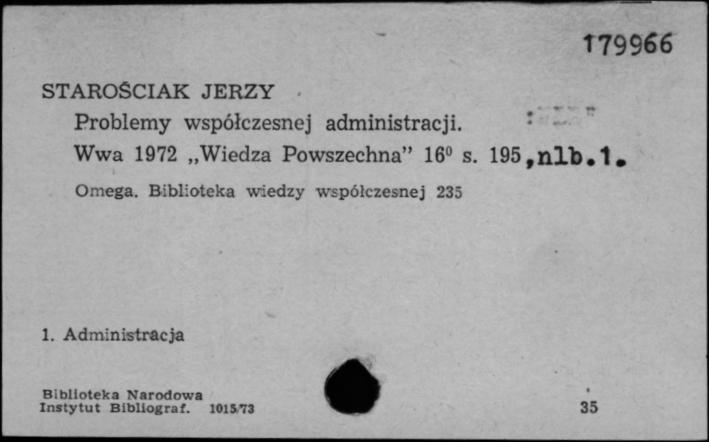 179966
STAROŚCIAK JERZY
Problemy współczesnej administracji.
Wwa 1972 „Wiedza Powszechna” 16⁰ s. 195,nlb.1.
Omega. Biblioteka wiedzy współczesnej 235
1. Administracja
Biblioteka Narodowa
Instytut Bibliograf. 1015/73
35